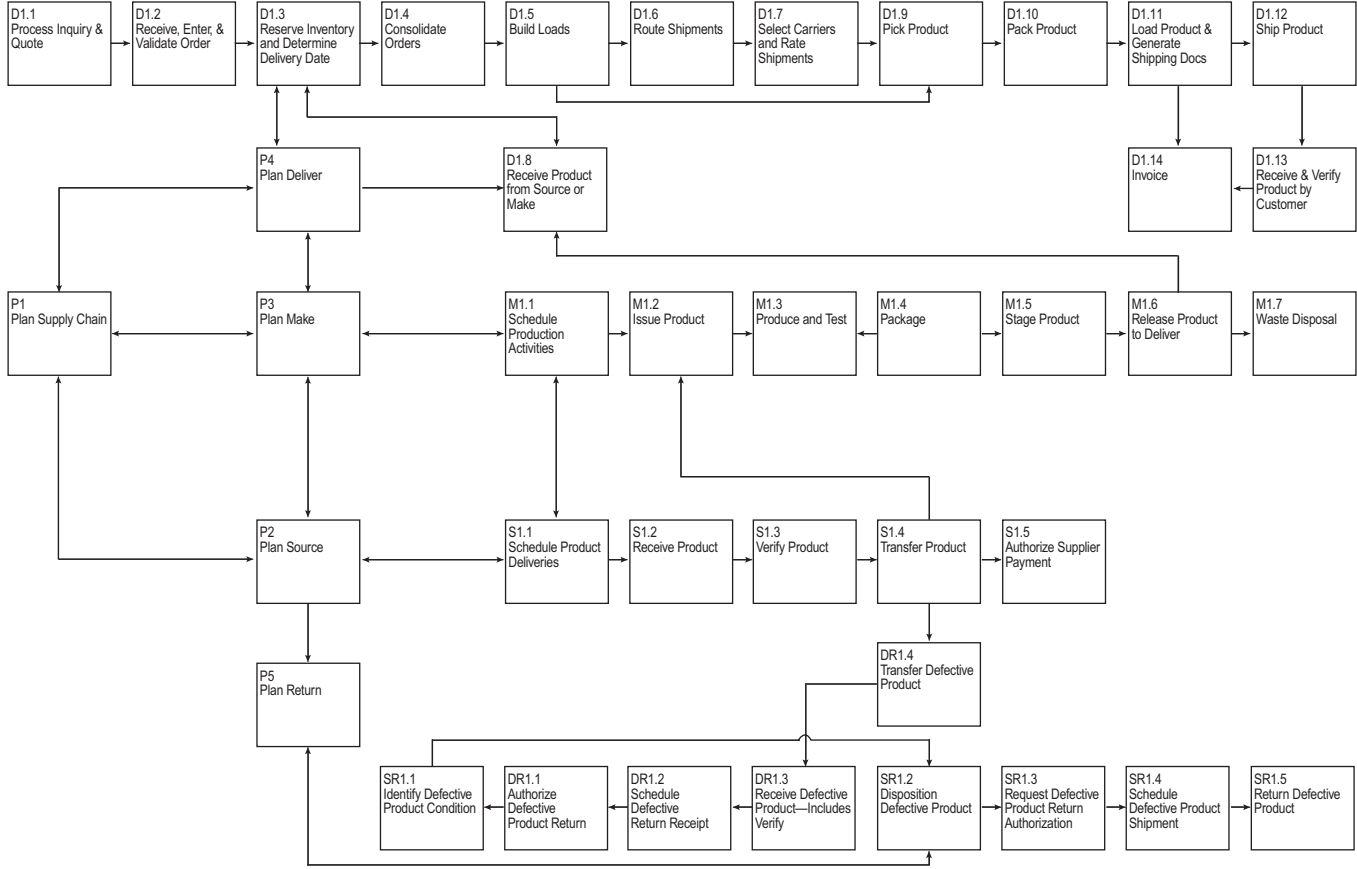 D1.1
Process Inquiry &
Quote
D1.2
Receive, Enter, &
Validate Order
D1.3
Reserve Inventory
and Determine
Delivery Date
D1.4
Consolidate
Orders
D1.5
Build Loads
D1.6
Route Shipments
D1.7
Select Carriers
and Rate
Shipments
D1.9
Pick Product
D1.10
Pack Product
D1.11
Load Product &
Generate
Shipping Docs
D1.12
Ship Product
P4
Plan Deliver
D1.8
Receive Product
from Source or
Make
D1.14
Invoice
D1.13
Receive & Verify
Product by
Customer
P1
Plan Supply Chain
P3
Plan Make
M1.1
Schedule
Production
Activities
M1.2
Issue Product
M1.3
Produce and Test
M1.4
Package
M1.5
Stage Product
M1.6
Release Product
to Deliver
M1.7
Waste Disposal
P2
Plan Source
S1.1
Schedule Product
Deliveries
S1.2
Receive Product
S1.3
Verify Product
S1.4
Transfer Product
S1.5
Authorize Supplier
Payment
P5
Plan Return
DR1.4
Transfer Defective
Product
SR1.1
Identify Defective
Product Condition
DR1.1
Authorize
Defective
Product Return
DR1.2
Schedule
Defective
Return Receipt
DR1.3
Receive Defective
Product—Includes
Verify
SR1.2
Disposition
Defective Product
SR1.3
Request Defective
Product Return
Authorization
SR1.4
Schedule
Defective Product
Shipment
SR1.5
Return Defective
Product